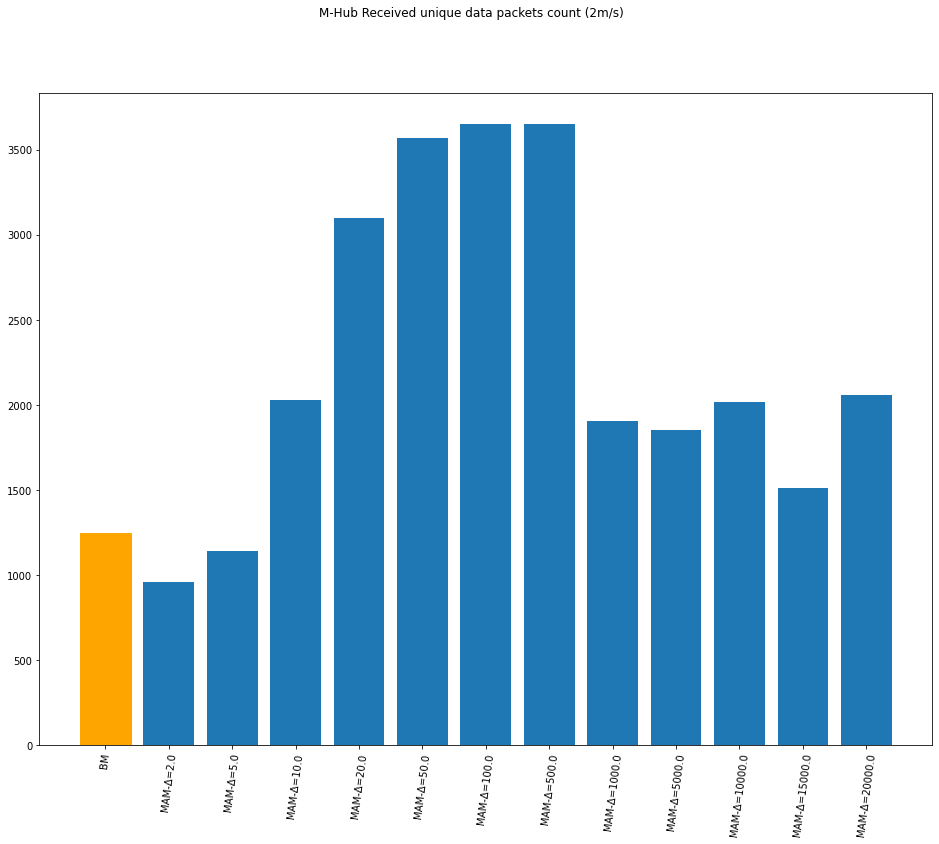 M-Hub Received unique data packets count (2m/s)
3500
3000
2500
2000
1500
1000
500
0
BM
MAM-Δ=2.0
MAM-Δ=5.0
MAM-Δ=10.0
MAM-Δ=20.0
MAM-Δ=50.0
MAM-Δ=100.0
MAM-Δ=500.0
MAM-Δ=1000.0
MAM-Δ=5000.0
MAM-Δ=10000.0
MAM-Δ=15000.0
MAM-Δ=20000.0